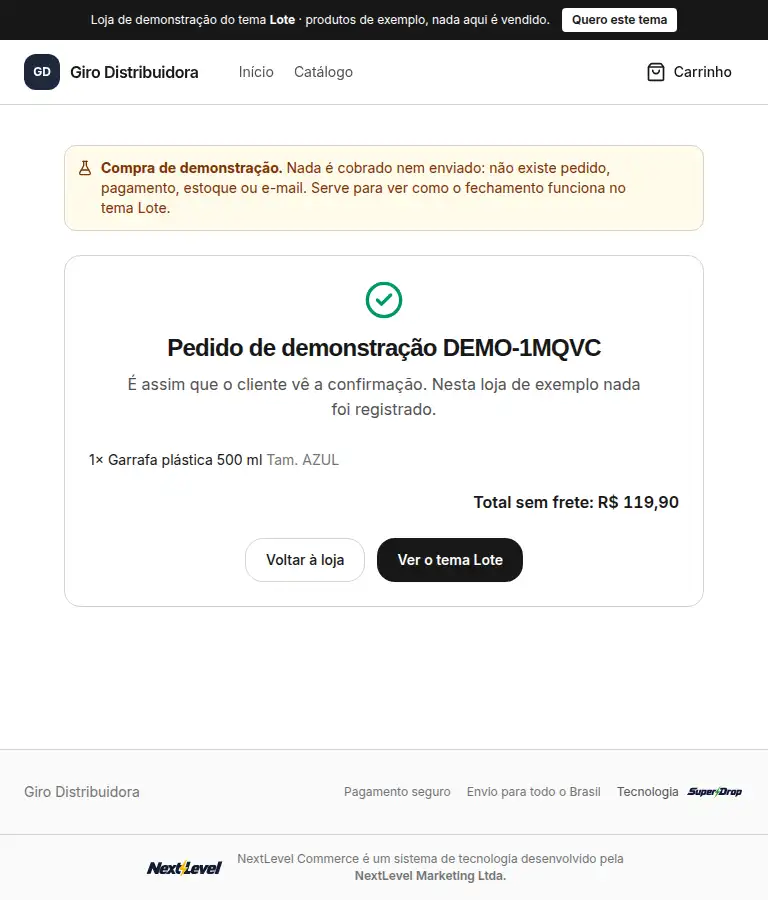 Loja de demonstração do tema Lote · produtos de exemplo, nada aqui é vendido. Quero este tema
GD Giro Distribuidora Início Catálogo Carrinho
Compra de demonstração. Nada é cobrado nem enviado: não existe pedido,
pagamento, estoque ou e-mail. Serve para ver como o fechamento funciona no
tema Lote.
Pedido de demonstração DEMO-1MQVC
É assim que o cliente vê a confirmação. Nesta loja de exemplo nada
foi registrado.
1× Garrafa plástica 500 ml Tam. AZUL
Total sem frete: R$ 119,90
Voltar à loja Ver o tema Lote
Giro Distribuidora Pagamento seguro Envio para todo o Brasil Tecnologia SuperDrop
NextLevel NextLevel Commerce é um sistema de tecnologia desenvolvido pela
NextLevel Marketing Ltda.